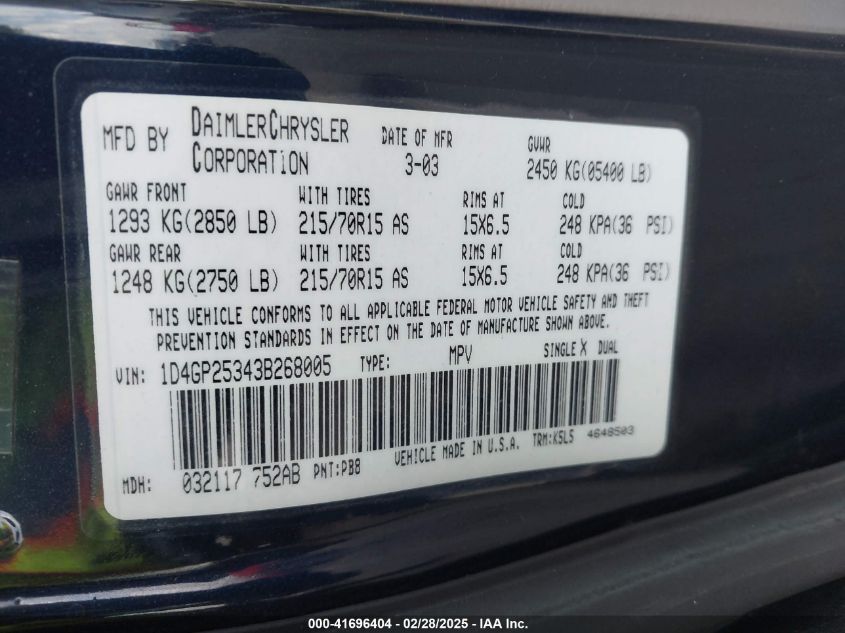 MFD BY DAIMLERCHRYSLER CORPORATION DATE OF MFR 3-03 GVWR 2450 KG(05400 LB)
GAWR FRONT WITH TIRES RIMS AT COLD
1293 KG(2850 LB) 215/70R15 AS 15X6.5 248 KPA(36 PSI)
GAWR REAR WITH TIRES RIMS AT COLD
1248 KG(2750 LB) 215/70R15 AS 15X6.5 248 KPA(36 PSI)
THIS VEHICLE CONFORMS TO ALL APPLICABLE FEDERAL MOTOR VEHICLE SAFETY AND THEFT
PREVENTION STANDARDS IN EFFECT ON THE DATE OF MANUFACTURE SHOWN ABOVE.
VIN: 1D4GP25343B268005 TYPE: MPV SINGLE X DUAL
MDH: 032117 752AB PNT:PB8 VEHICLE MADE IN U.S.A. TRM:K5L5 4648503
000-41696404 / 02/28/2025 - IAA Inc.